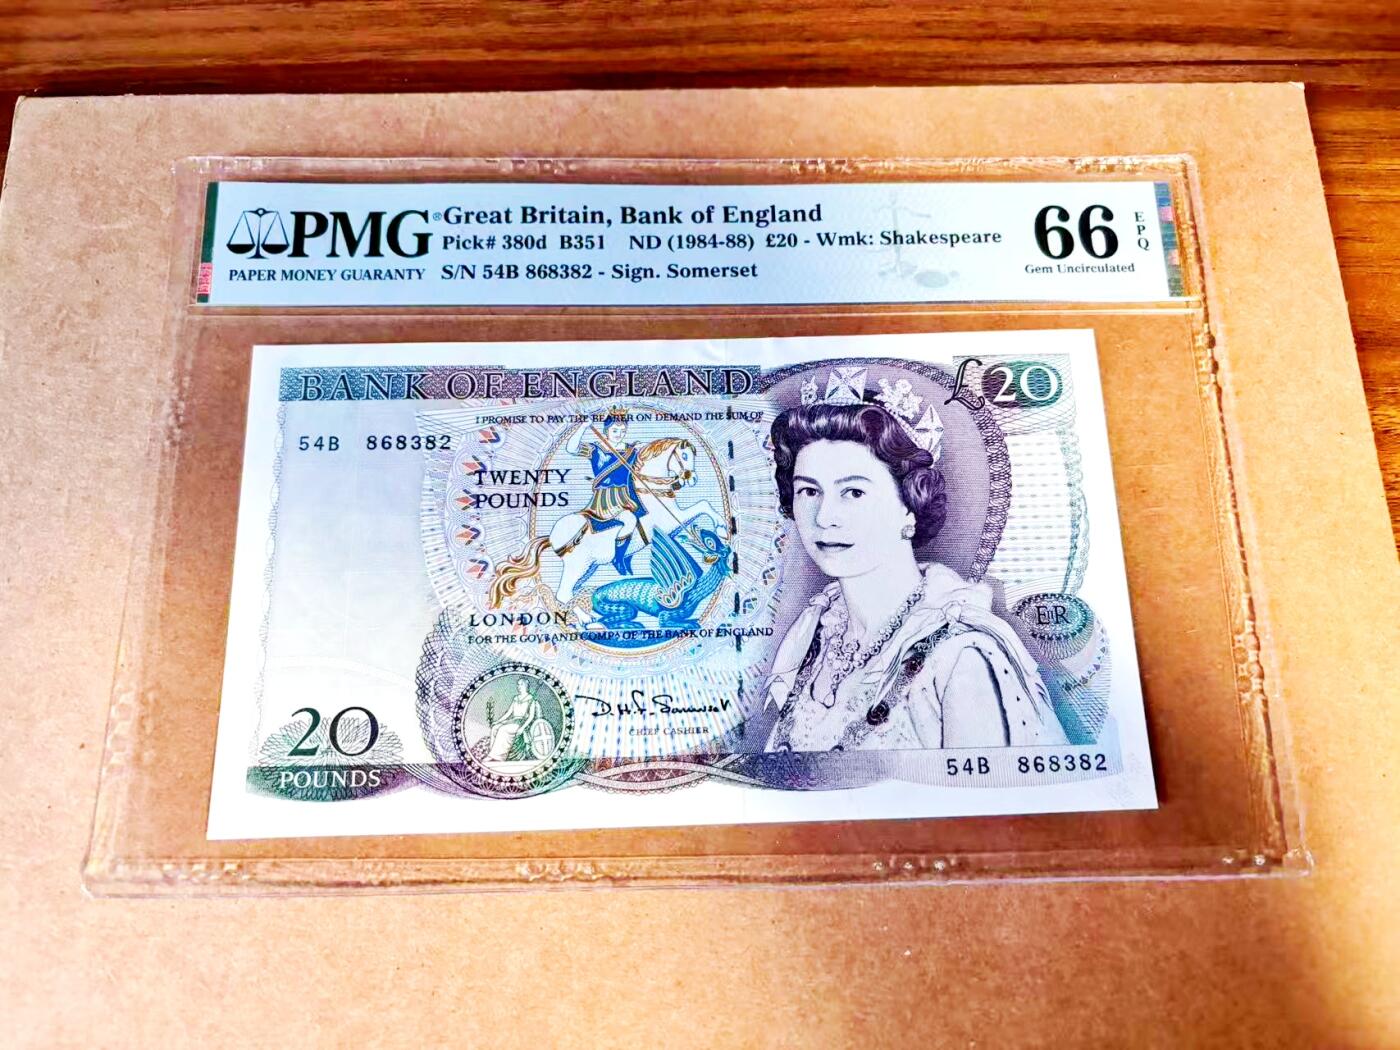 PMG® Great Britain, Bank of England
Pick# 380d B351 ND (1984-88) £20 - Wmk: Shakespeare
PAPER MONEY GUARANTY S/N 54B 868382 - Sign. Somerset
66 EPQ
Gem Uncirculated
BANK OF ENGLAND
£20
I PROMISE TO PAY THE BEARER ON DEMAND THE SUM OF
54B 868382
TWENTY
POUNDS
LONDON
FOR THE GOVR AND COMPA OF THE BANK OF ENGLAND
EIIR
D.H.F. Somerset
CHIEF CASHIER
20
POUNDS
54B 868382